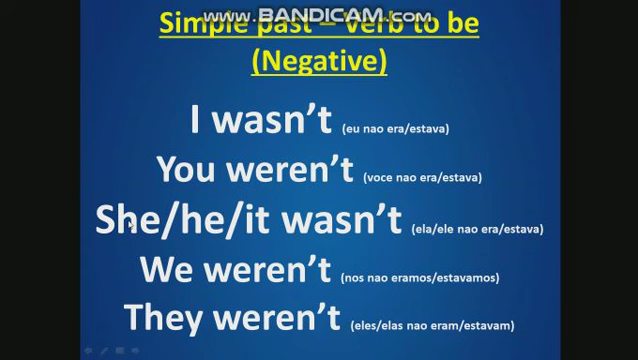 www.BANDICAM.com
Simple past – Verb to be
(Negative)
I wasn't (eu nao era/estava)
You weren't (voce nao era/estava)
She/he/it wasn't (ela/ele nao era/estava)
We weren't (nos nao eramos/estavamos)
They weren't (eles/elas nao eram/estavam)